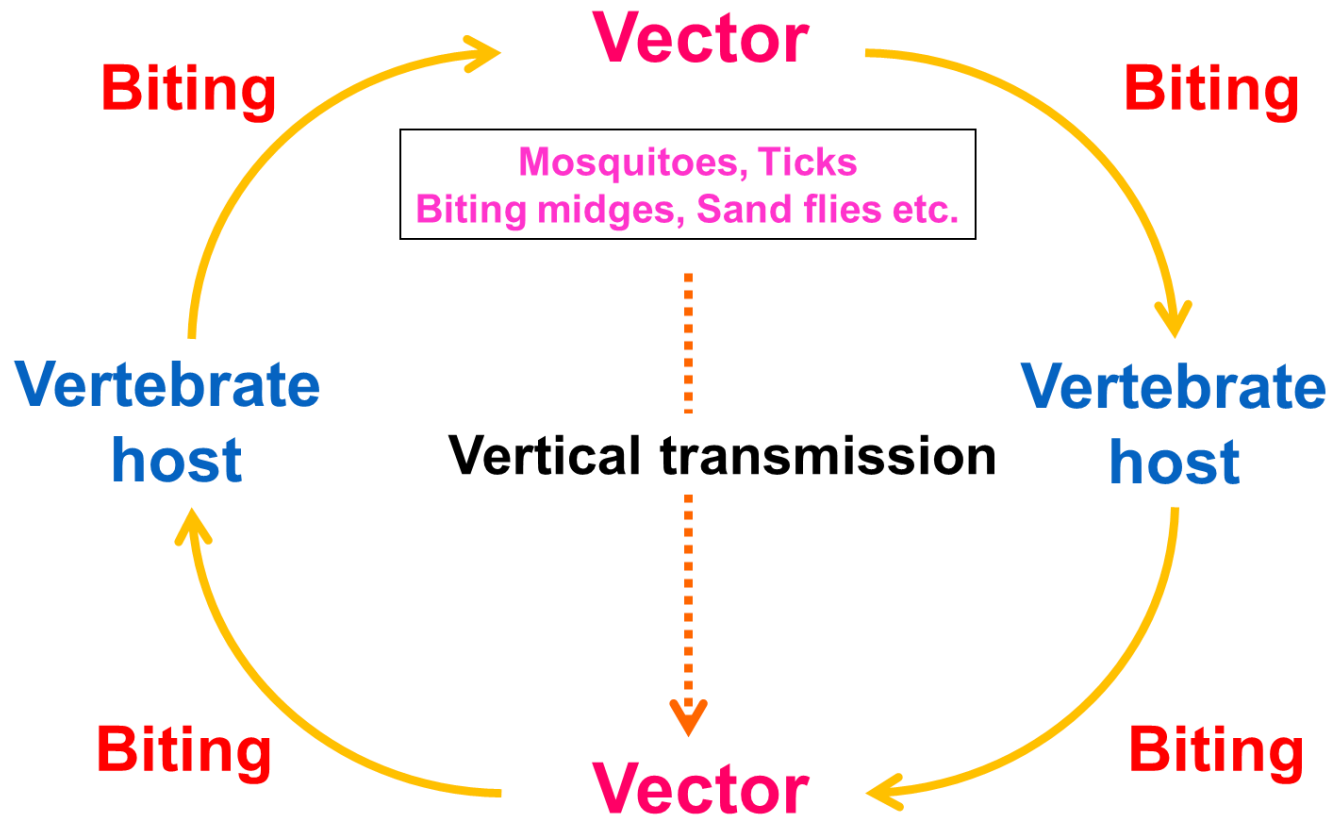 Vector
Biting
Biting
Mosquitoes, Ticks
Biting midges, Sand flies etc.
Vertebrate
host
Vertical transmission
Vertebrate
host
Biting
Biting
Vector